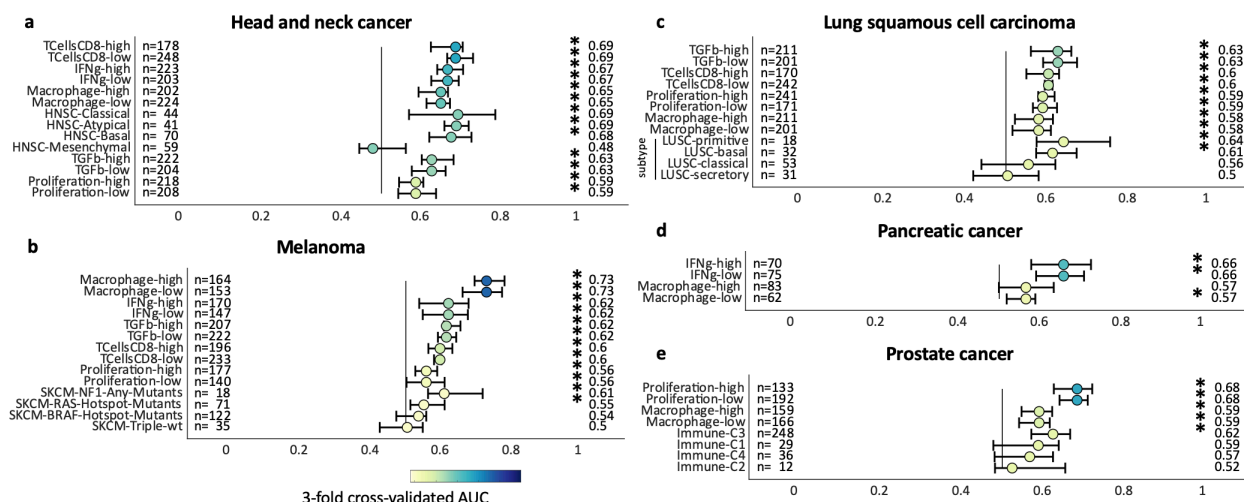 a Head and neck cancer
TCellsCD8-high n=178 * 0.69
TCellsCD8-low n=248 * 0.69
IFNg-high n=223 * 0.67
IFNg-low n=203 * 0.67
Macrophage-high n=202 * 0.65
Macrophage-low n=224 * 0.65
HNSC-Classical n= 44 * 0.69
HNSC-Atypical n= 41 * 0.69
HNSC-Basal n= 70 0.68
HNSC-Mesenchymal n= 59 0.48
TGFb-high n=222 * 0.63
TGFb-low n=204 * 0.63
Proliferation-high n=218 * 0.59
Proliferation-low n=208 * 0.59
0 0.2 0.4 0.6 0.8 1
b Melanoma
Macrophage-high n=164 * 0.73
Macrophage-low n=153 * 0.73
IFNg-high n=170 * 0.62
IFNg-low n=147 * 0.62
TGFb-high n=207 * 0.62
TGFb-low n=222 * 0.62
TCellsCD8-high n=196 * 0.6
TCellsCD8-low n=233 * 0.6
Proliferation-high n=177 * 0.56
Proliferation-low n=140 * 0.56
SKCM-NF1-Any-Mutants n= 18 * 0.61
SKCM-RAS-Hotspot-Mutants n= 71 0.55
SKCM-BRAF-Hotspot-Mutants n=122 0.54
SKCM-Triple-wt n= 35 0.5
0 0.2 0.4 0.6 0.8 1
3-fold cross-validated AUC
c Lung squamous cell carcinoma
TGFb-high n=211 * 0.63
TGFb-low n=201 * 0.63
TCellsCD8-high n=170 * 0.6
TCellsCD8-low n=242 * 0.6
Proliferation-high n=241 * 0.59
Proliferation-low n=171 * 0.59
Macrophage-high n=211 * 0.58
Macrophage-low n=201 * 0.58
subtype
LUSC-primitive n= 18 * 0.64
LUSC-basal n= 32 0.61
LUSC-classical n= 53 0.56
LUSC-secretory n= 31 0.5
0 0.2 0.4 0.6 0.8 1
d Pancreatic cancer
IFNg-high n=70 * 0.66
IFNg-low n=75 * 0.66
Macrophage-high n=83 0.57
Macrophage-low n=62 * 0.57
0 0.2 0.4 0.6 0.8 1
e Prostate cancer
Proliferation-high n=133 * 0.68
Proliferation-low n=192 * 0.68
Macrophage-high n=159 * 0.59
Macrophage-low n=166 * 0.59
Immune-C3 n=248 * 0.62
Immune-C1 n= 29 0.59
Immune-C4 n= 36 0.57
Immune-C2 n= 12 0.52
0 0.2 0.4 0.6 0.8 1